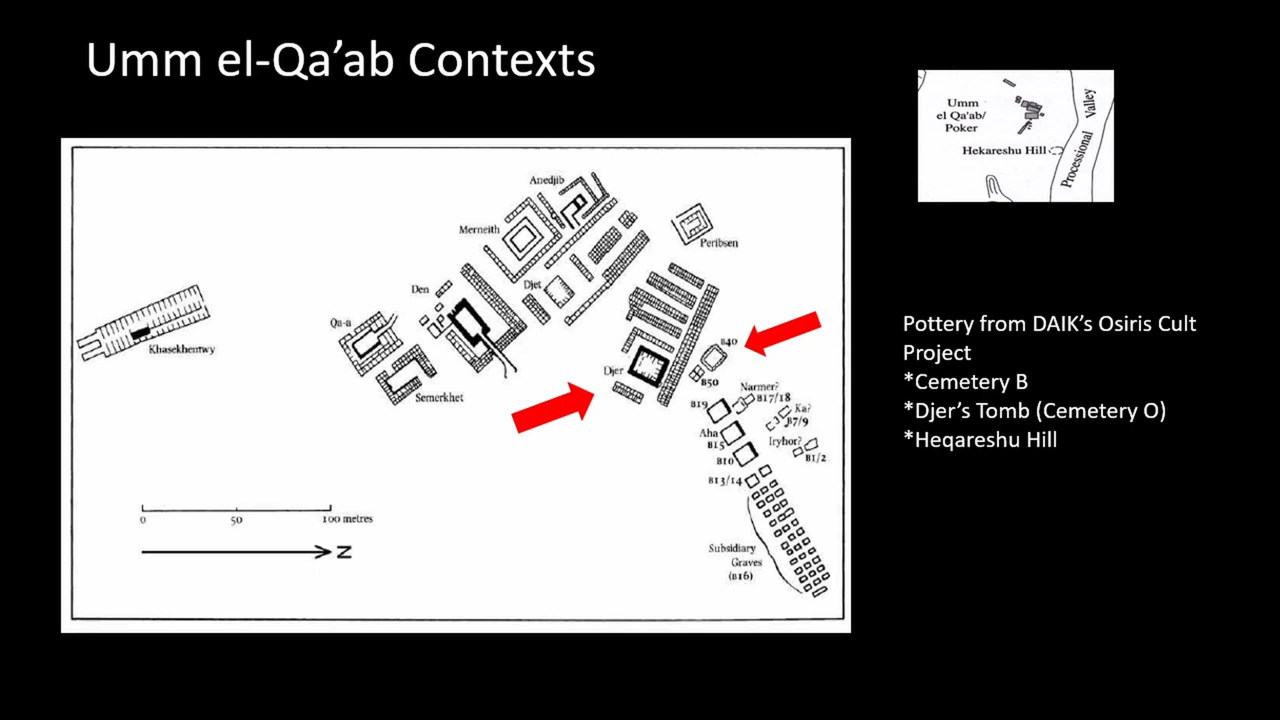 Umm el-Qa’ab Contexts
Umm
el Qa'ab/
Poker
Hekareshu Hill
Processional Valley
Anedjib
Merneith
Peribsen
Den
Djet
Qa-a
Khasekhemwy
Semerkhet
Djer
B40
B50
Narmer?
B17/18
B19
Ka?
B7/9
Aha
B15
Iryhor?
B1/2
B10
B13/14
0 50 100 metres
N
Subsidiary
Graves
(B16)
Pottery from DAIK’s Osiris Cult
Project
*Cemetery B
*Djer’s Tomb (Cemetery O)
*Heqareshu Hill